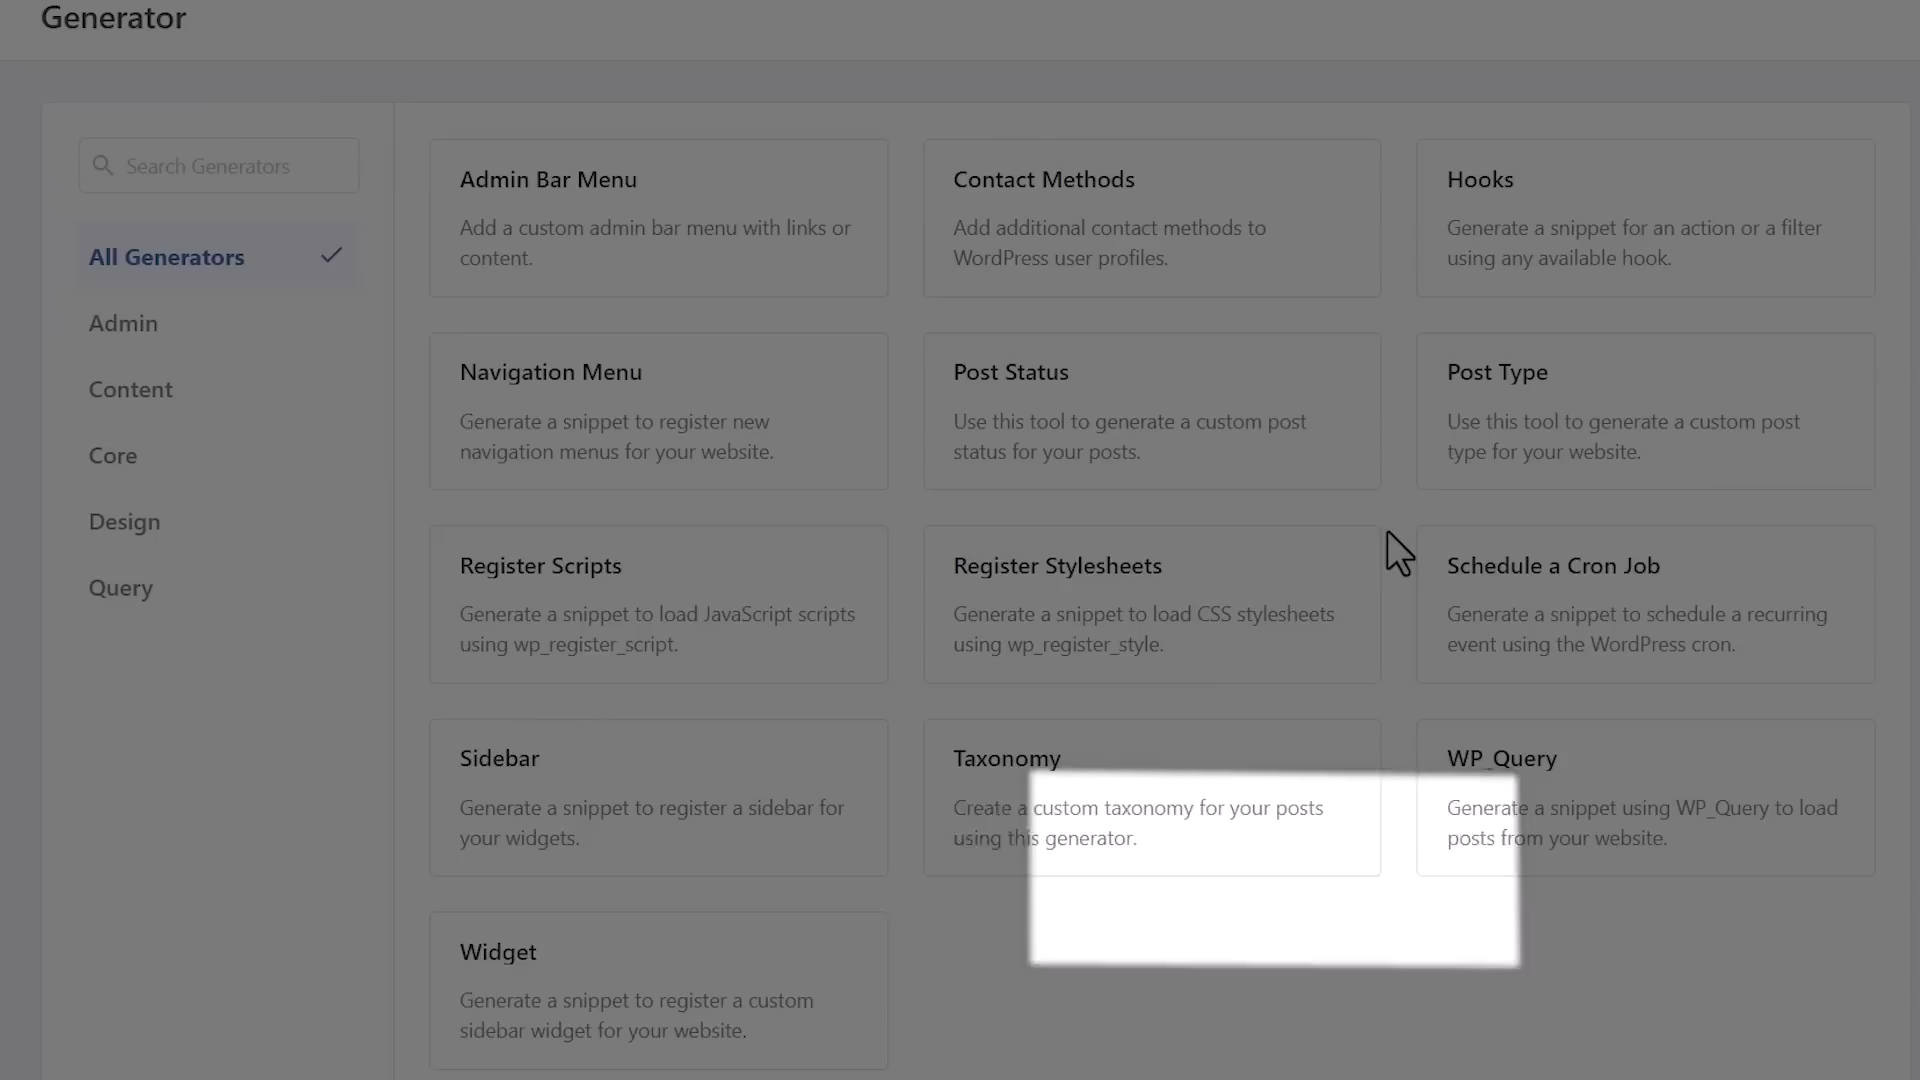 Generator
Search Generators
All Generators
Admin
Content
Core
Design
Query
Admin Bar Menu
Add a custom admin bar menu with links or
content.
Contact Methods
Add additional contact methods to
WordPress user profiles.
Hooks
Generate a snippet for an action or a filter
using any available hook.
Navigation Menu
Generate a snippet to register new
navigation menus for your website.
Post Status
Use this tool to generate a custom post
status for your posts.
Post Type
Use this tool to generate a custom post
type for your website.
Register Scripts
Generate a snippet to load JavaScript scripts
using wp_register_script.
Register Stylesheets
Generate a snippet to load CSS stylesheets
using wp_register_style.
Schedule a Cron Job
Generate a snippet to schedule a recurring
event using the WordPress cron.
Sidebar
Generate a snippet to register a sidebar for
your widgets.
Taxonomy
Create a custom taxonomy for your posts
using this generator.
WP_Query
Generate a snippet using WP_Query to load
posts from your website.
Widget
Generate a snippet to register a custom
sidebar widget for your website.